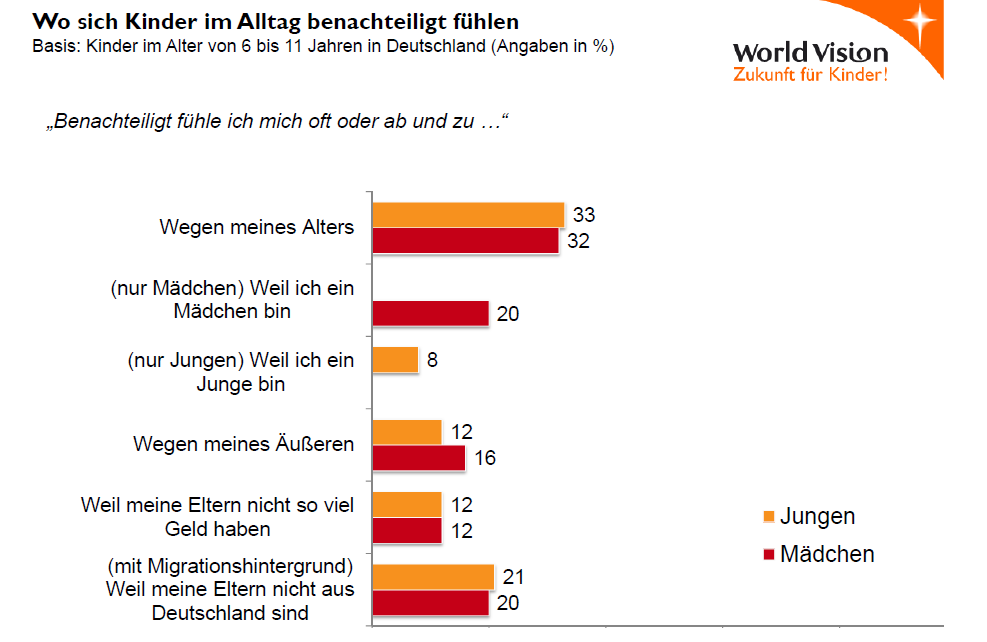 Wo sich Kinder im Alltag benachteiligt fühlen
Basis: Kinder im Alter von 6 bis 11 Jahren in Deutschland (Angaben in %)
World Vision
Zukunft für Kinder!
„Benachteiligt fühle ich mich oft oder ab und zu …“
Wegen meines Alters
33
32
(nur Mädchen) Weil ich ein
Mädchen bin
20
(nur Jungen) Weil ich ein
Junge bin
8
Wegen meines Äußeren
12
16
Weil meine Eltern nicht so viel
Geld haben
12
12
(mit Migrationshintergrund)
Weil meine Eltern nicht aus
Deutschland sind
21
20
Jungen
Mädchen